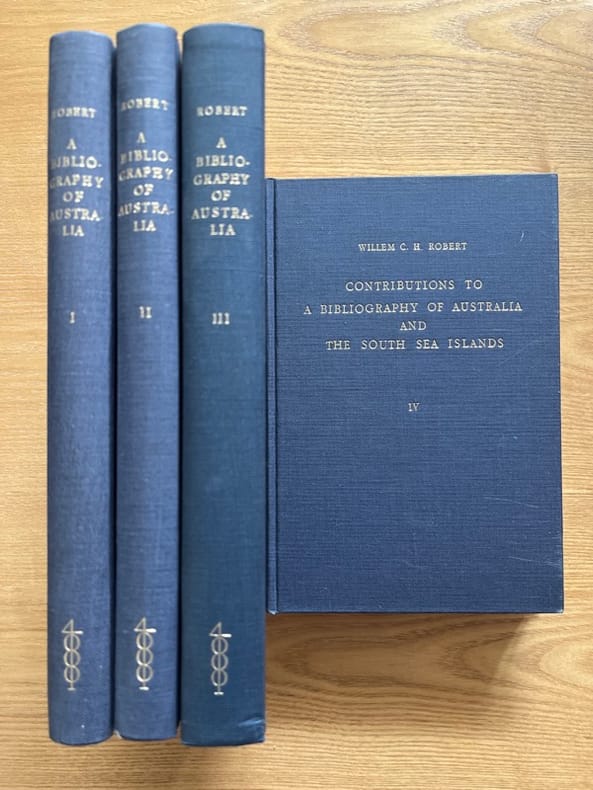 ROBERT
A
BIBLIO-
GRAPHY
OF
AUSTRA-
LIA
I
ROBERT
A
BIBLIO-
GRAPHY
OF
AUSTRA-
LIA
II
ROBERT
A
BIBLIO-
GRAPHY
OF
AUSTRA-
LIA
III
WILLEM C. H. ROBERT
CONTRIBUTIONS TO
A BIBLIOGRAPHY OF AUSTRALIA
AND
THE SOUTH SEA ISLANDS
IV